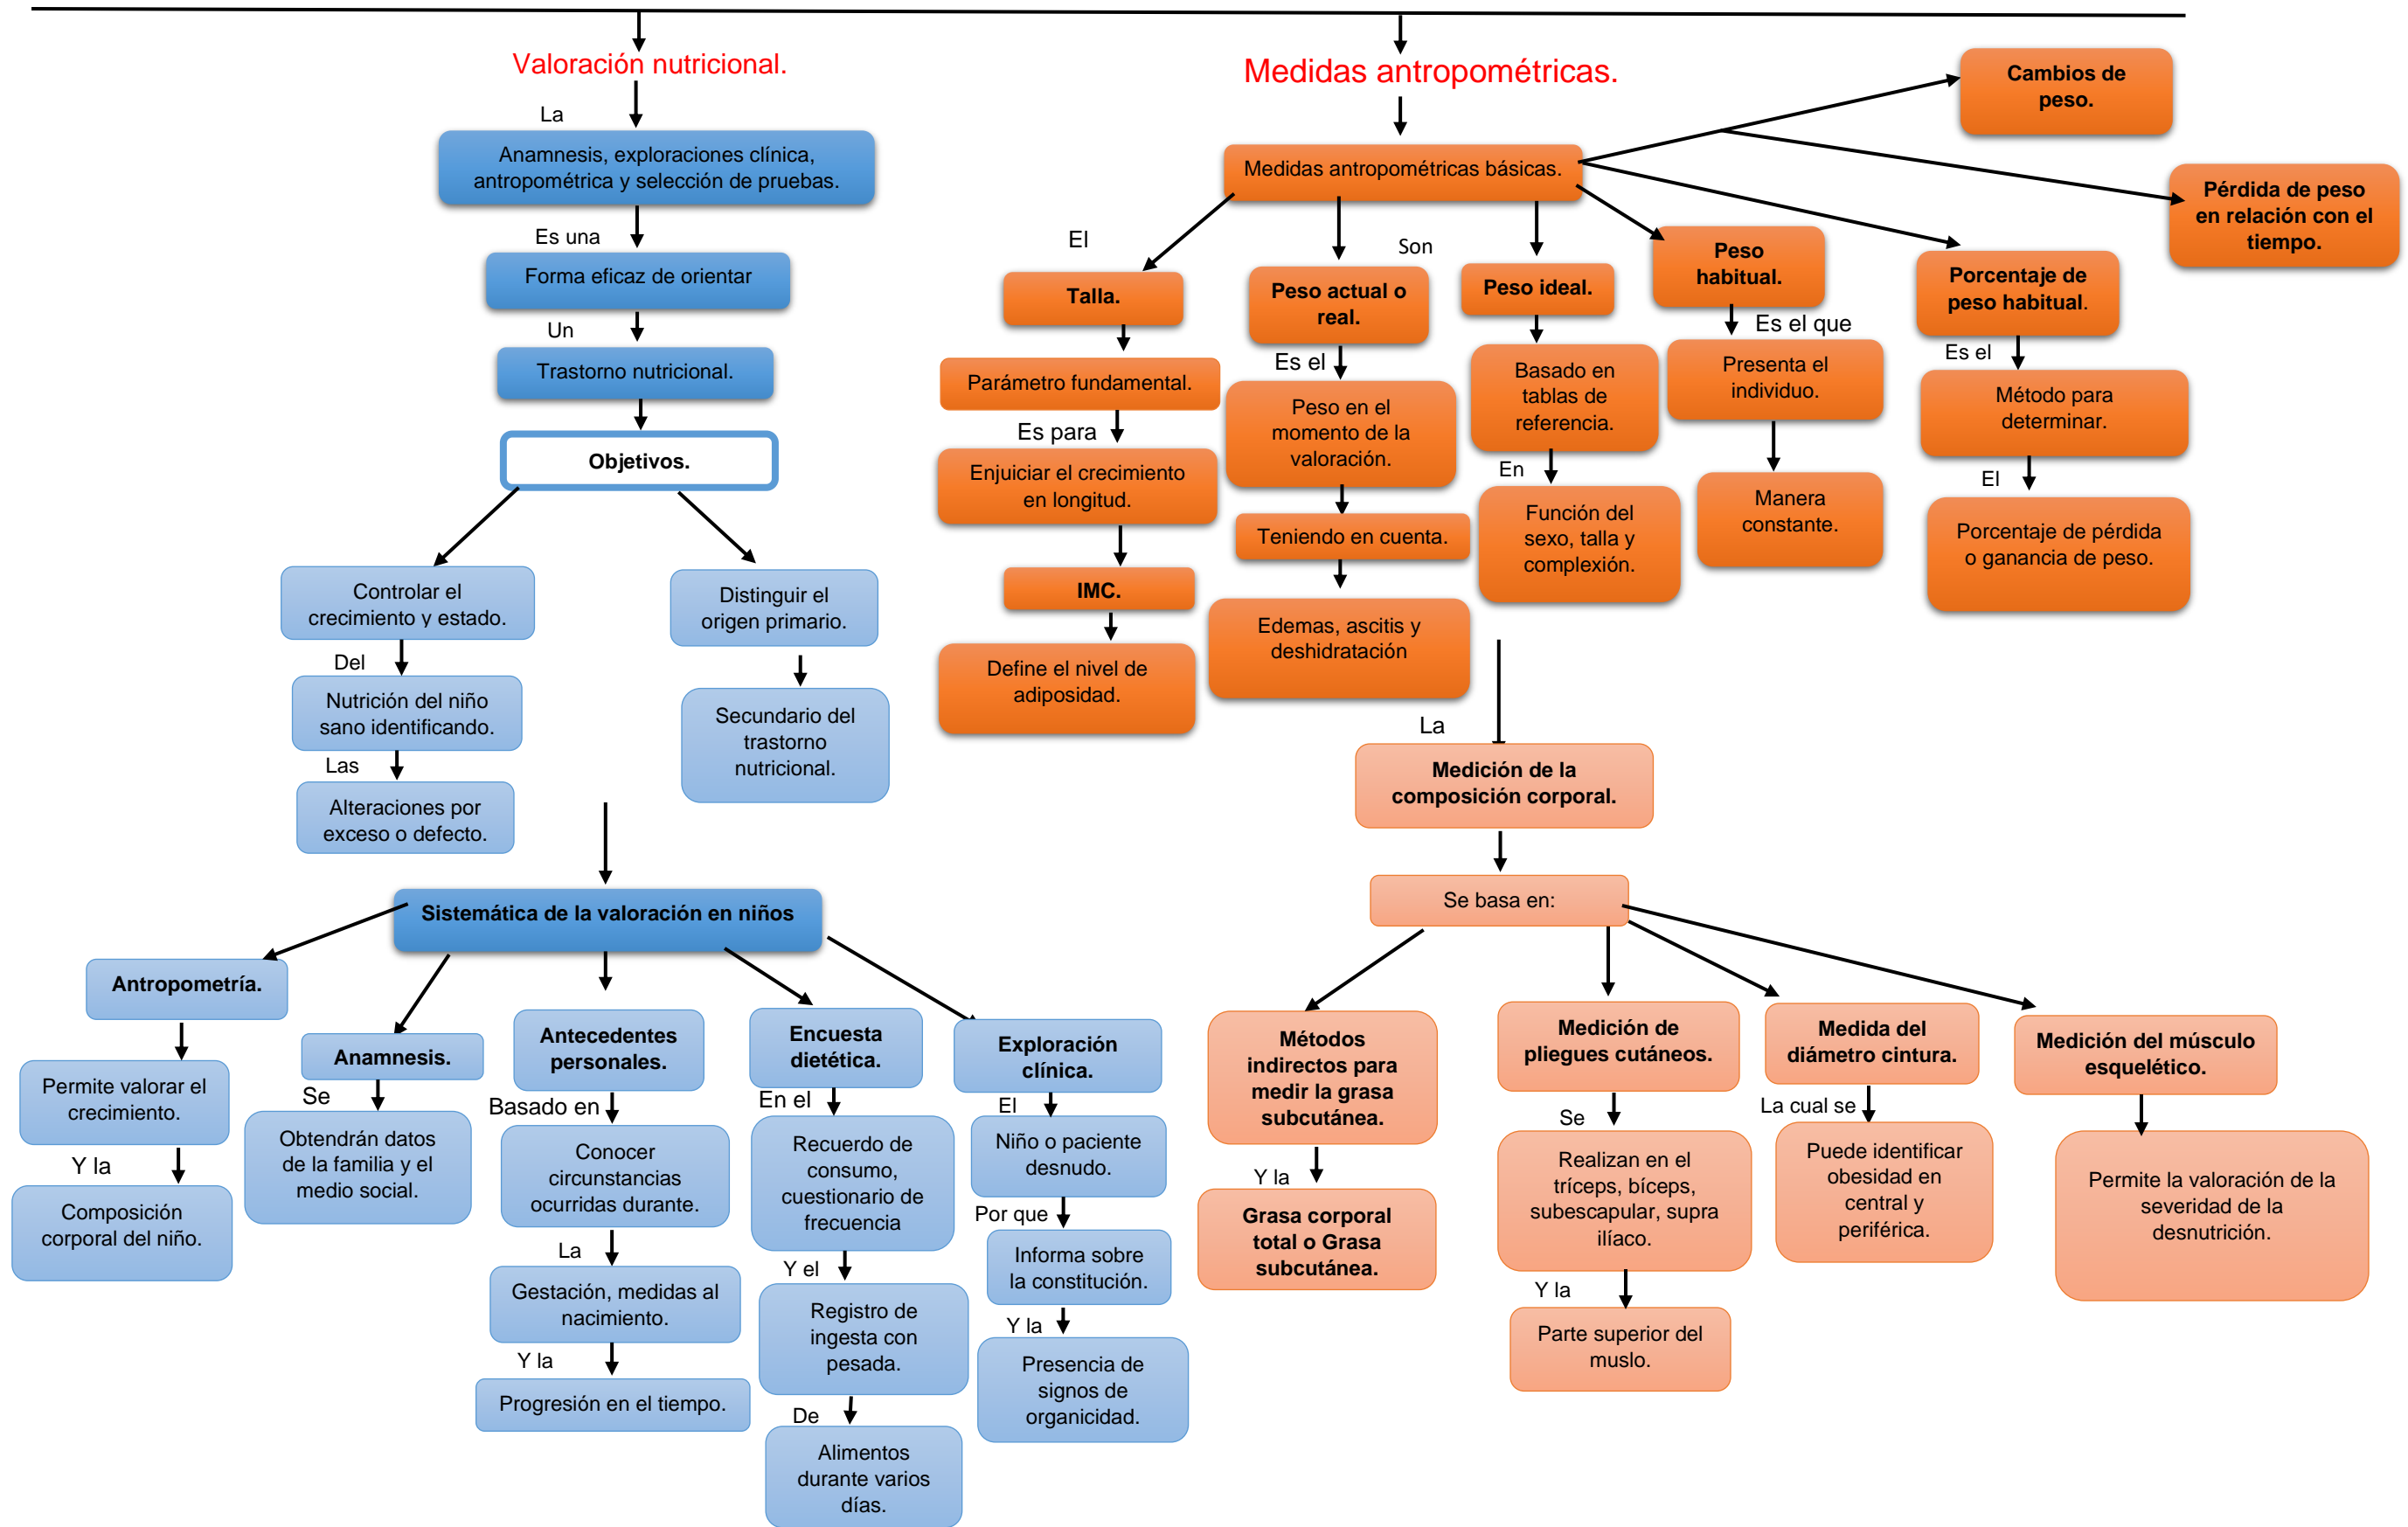 Valoración nutricional.
La
Anamnesis, exploraciones clínica,
antropométrica y selección de pruebas.
Es una
Forma eficaz de orientar
Un
Trastorno nutricional.
Objetivos.
Controlar el
crecimiento y estado.
Del
Nutrición del niño
sano identificando.
Las
Alteraciones por
exceso o defecto.
Distinguir el
origen primario.
Secundario del
trastorno
nutricional.
Sistemática de la valoración en niños
Antropometría.
Permite valorar el
crecimiento.
Y la
Composición
corporal del niño.
Anamnesis.
Se
Obtendrán datos
de la familia y el
medio social.
Antecedentes
personales.
Basado en
Conocer
circunstancias
ocurridas durante.
La
Gestación, medidas al
nacimiento.
Y la
Progresión en el tiempo.
Encuesta
dietética.
En el
Recuerdo de
consumo,
cuestionario de
frecuencia
Y el
Registro de
ingesta con
pesada.
De
Alimentos
durante varios
días.
Exploración
clínica.
El
Niño o paciente
desnudo.
Por que
Informa sobre
la constitución.
Y la
Presencia de
signos de
organicidad.
Medidas antropométricas.
Medidas antropométricas básicas.
El
Son
Talla.
Parámetro fundamental.
Es para
Enjuiciar el crecimiento
en longitud.
IMC.
Define el nivel de
adiposidad.
Peso actual o
real.
Es el
Peso en el
momento de la
valoración.
Teniendo en cuenta.
Edemas, ascitis y
deshidratación
Peso ideal.
Basado en
tablas de
referencia.
En
Función del
sexo, talla y
complexión.
Peso
habitual.
Es el que
Presenta el
individuo.
Manera
constante.
Porcentaje de
peso habitual.
Es el
Método para
determinar.
El
Porcentaje de pérdida
o ganancia de peso.
Cambios de
peso.
Pérdida de peso
en relación con el
tiempo.
La
Medición de la
composición corporal.
Se basa en:
Métodos
indirectos para
medir la grasa
subcutánea.
Y la
Grasa corporal
total o Grasa
subcutánea.
Medición de
pliegues cutáneos.
Se
Realizan en el
tríceps, bíceps,
subescapular, supra
ilíaco.
Y la
Parte superior del
muslo.
Medida del
diámetro cintura.
La cual se
Puede identificar
obesidad en
central y
periférica.
Medición del músculo
esquelético.
Permite la valoración de la
severidad de la
desnutrición.